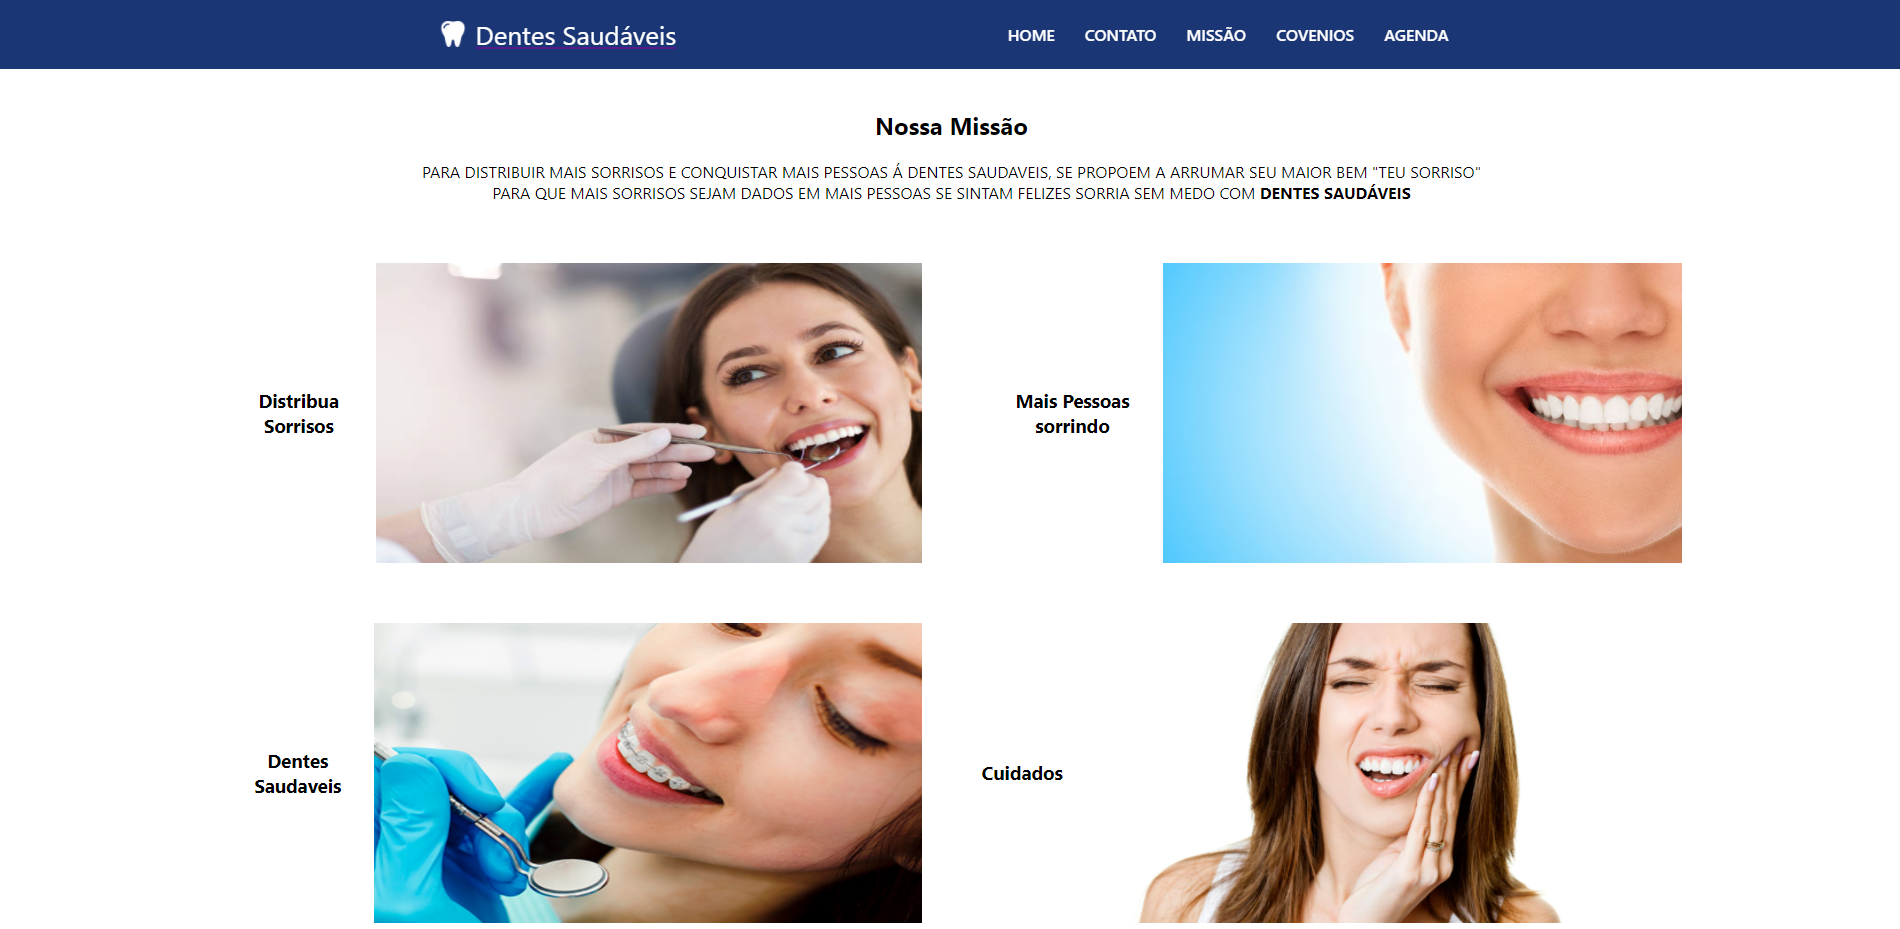 Dentes Saudáveis
HOME CONTATO MISSÃO COVENIOS AGENDA
Nossa Missão
PARA DISTRIBUIR MAIS SORRISOS E CONQUISTAR MAIS PESSOAS Á DENTES SAUDAVEIS, SE PROPOEM A ARRUMAR SEU MAIOR BEM "TEU SORRISO"
PARA QUE MAIS SORRISOS SEJAM DADOS EM MAIS PESSOAS SE SINTAM FELIZES SORRIA SEM MEDO COM DENTES SAUDÁVEIS
Distribua
Sorrisos
Mais Pessoas
sorrindo
Dentes
Saudaveis
Cuidados